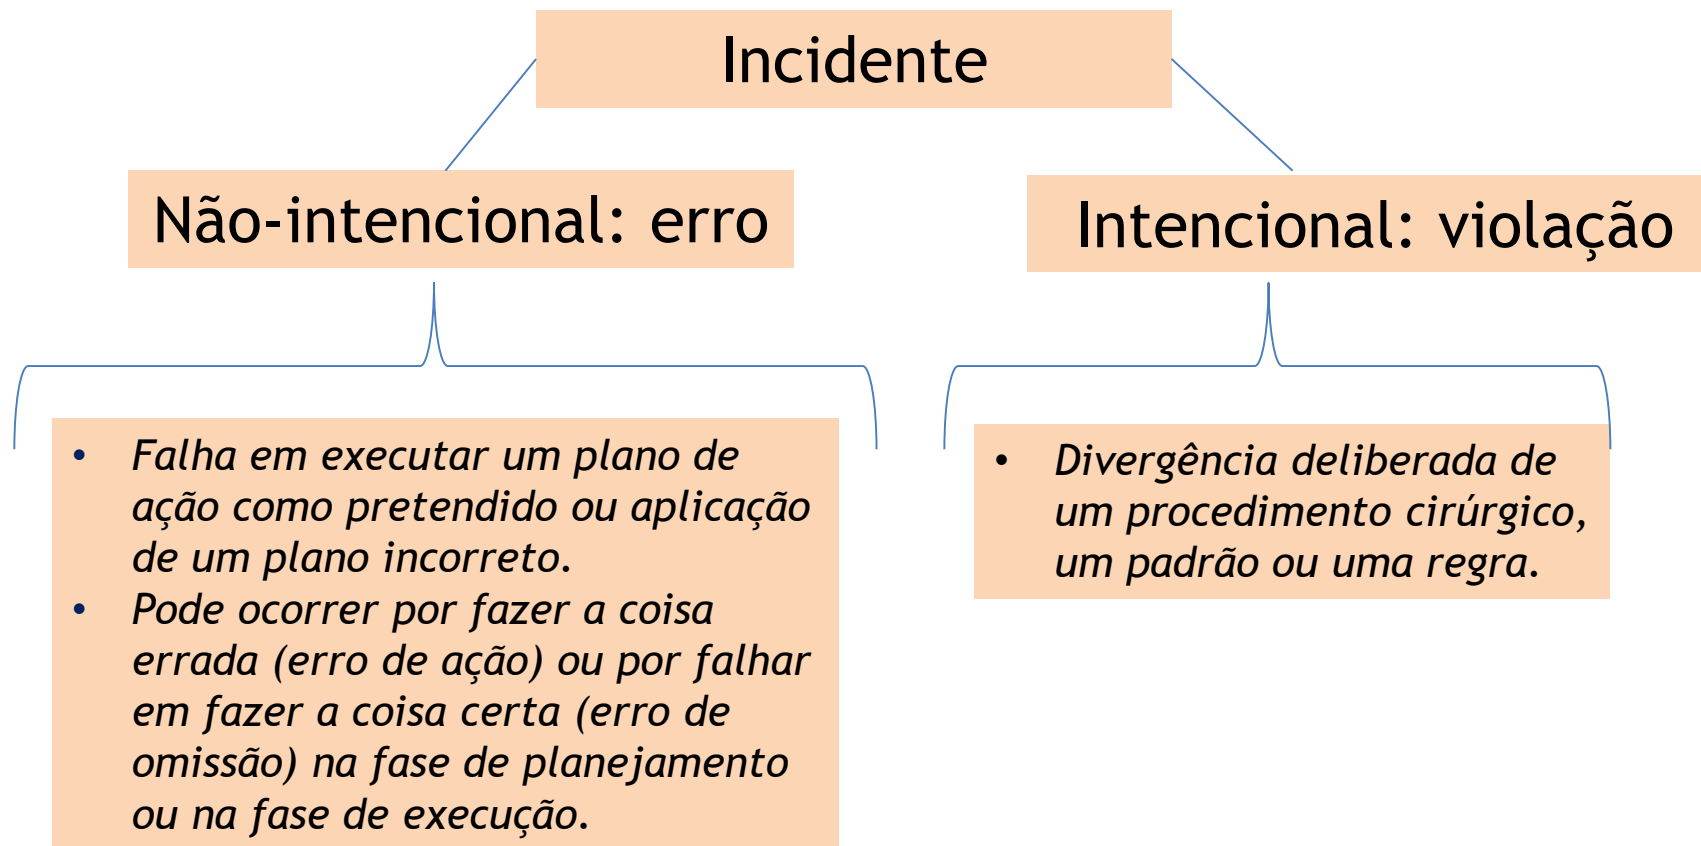 Incidente
Não-intencional: erro
Intencional: violação
• Falha em executar um plano de
ação como pretendido ou aplicação
de um plano incorreto.
• Pode ocorrer por fazer a coisa
errada (erro de ação) ou por falhar
em fazer a coisa certa (erro de
omissão) na fase de planejamento
ou na fase de execução.
• Divergência deliberada de
um procedimento cirúrgico,
um padrão ou uma regra.